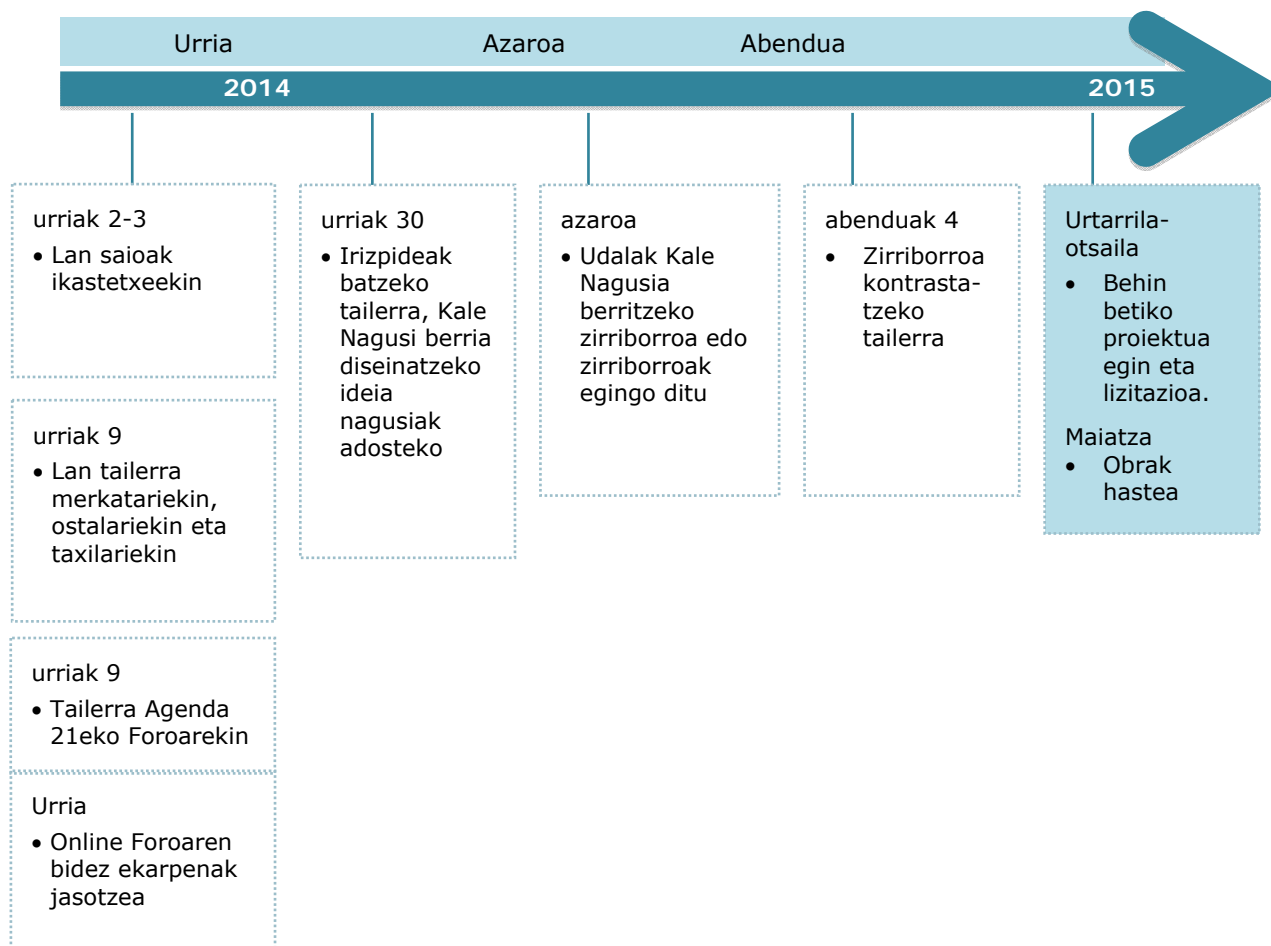 Urria Azaroa Abendua
2014 2015
urriak 2-3
• Lan saioak
ikastetxeekin
urriak 9
• Lan tailerra
merkatariekin,
ostalariekin eta
taxilariekin
urriak 9
• Tailerra Agenda
21eko Foroarekin
Urria
• Online Foroaren
bidez ekarpenak
jasotzea
urriak 30
• Irizpideak
batzeko
tailerra, Kale
Nagusi berria
diseinatzeko
ideia
nagusiak
adosteko
azaroa
• Udalak Kale
Nagusia
berritzeko
zirriborroa edo
zirriborroak
egingo ditu
abenduak 4
• Zirriborroa
kontrasta-
tzeko
tailerra
Urtarrila-
otsaila
• Behin
betiko
proiektua
egin eta
lizitazioa.
Maiatza
• Obrak
hastea